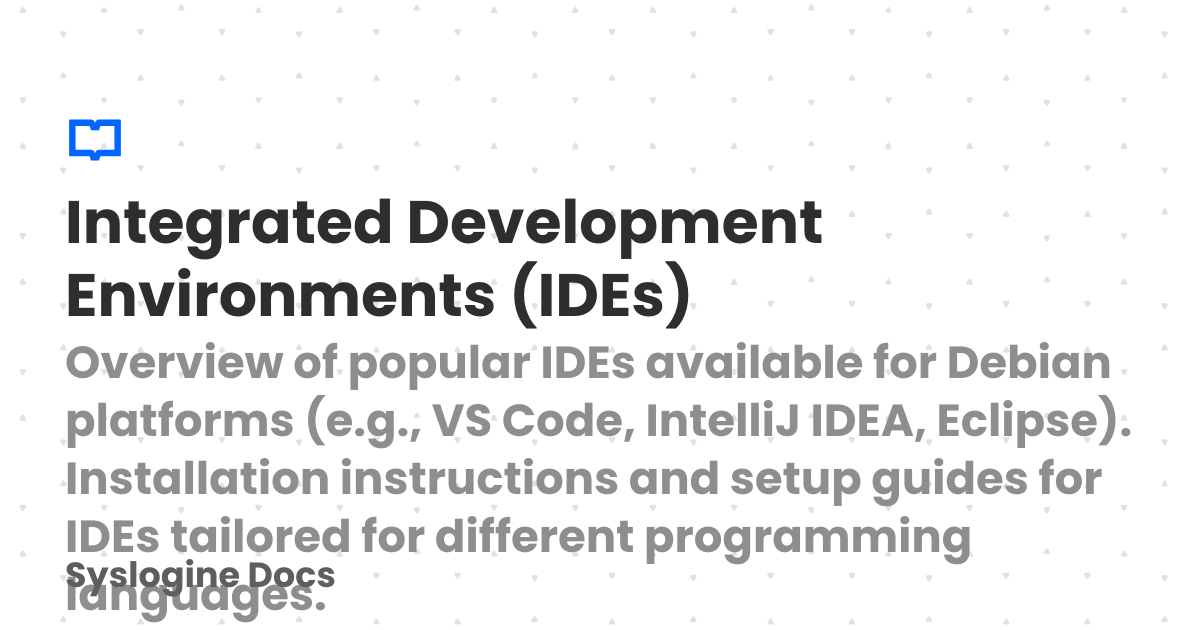 Integrated Development
Environments (IDEs)
Overview of popular IDEs available for Debian
platforms (e.g., VS Code, IntelliJ IDEA, Eclipse).
Installation instructions and setup guides for
IDEs tailored for different programming
Syslogine Docs
languages.